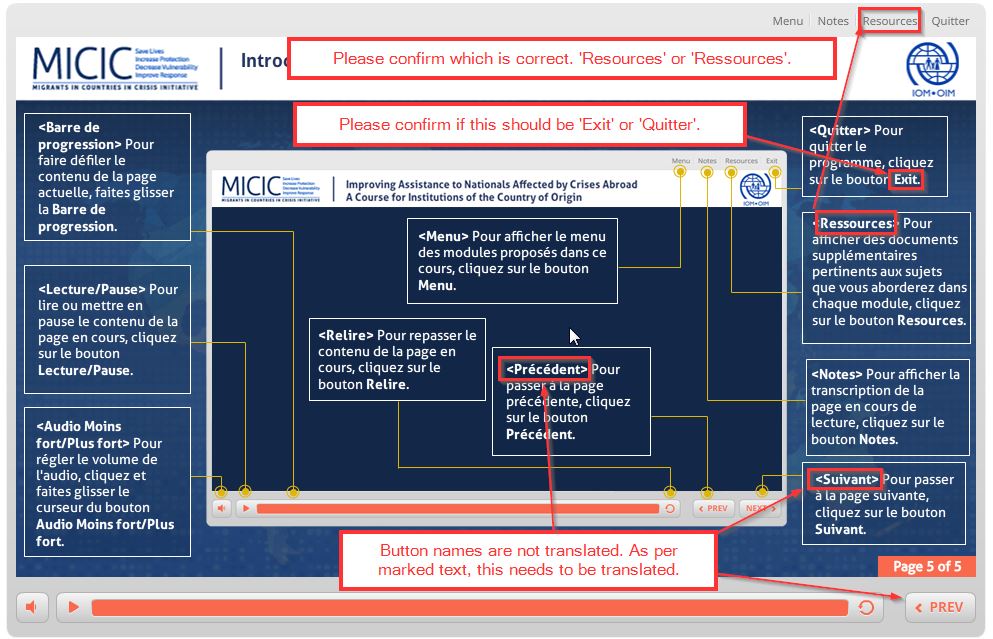 Menu Notes Resources Quitter
MICIC
Save Lives
Increase Protection
Decrease Vulnerability
Improve Response
MIGRANTS IN COUNTRIES IN CRISIS INITIATIVE
IOM•OIM
Please confirm which is correct. 'Resources' or 'Ressources'.
Please confirm if this should be 'Exit' or 'Quitter'.
<Barre de
progression> Pour
faire défiler le
contenu de la page
actuelle, faites glisser
la Barre de
progression.
<Lecture/Pause> Pour
lire ou mettre en
pause le contenu de la
page en cours, cliquez
sur le bouton
Lecture/Pause.
<Audio Moins
fort/Plus fort> Pour
régler le volume de
l'audio, cliquez et
faites glisser le
curseur du bouton
Audio Moins fort/Plus
fort.
Menu Notes Resources Exit
MICIC
Save Lives
Increase Protection
Decrease Vulnerability
Improve Response
MIGRANTS IN COUNTRIES IN CRISIS INITIATIVE
Improving Assistance to Nationals Affected by Crises Abroad
A Course for Institutions of the Country of Origin
IOM•OIM
<Menu> Pour afficher le menu
des modules proposés dans ce
cours, cliquez sur le bouton
Menu.
<Relire> Pour repasser le
contenu de la page en
cours, cliquez sur le
bouton Relire.
<Précédent> Pour
passer à la page
précédente, cliquez
sur le bouton
Précédent.
PREV
NEXT
<Quitter> Pour
quitter le
programme, cliquez
sur le bouton Exit.
<Ressources> Pour
afficher des documents
supplémentaires
pertinents aux sujets
que vous aborderez dans
chaque module, cliquez
sur le bouton Resources.
<Notes> Pour afficher la
transcription de la
page en cours de
lecture, cliquez sur le
bouton Notes.
<Suivant> Pour passer
à la page suivante,
cliquez sur le bouton
Suivant.
Button names are not translated. As per
marked text, this needs to be translated.
Page 5 of 5
PREV